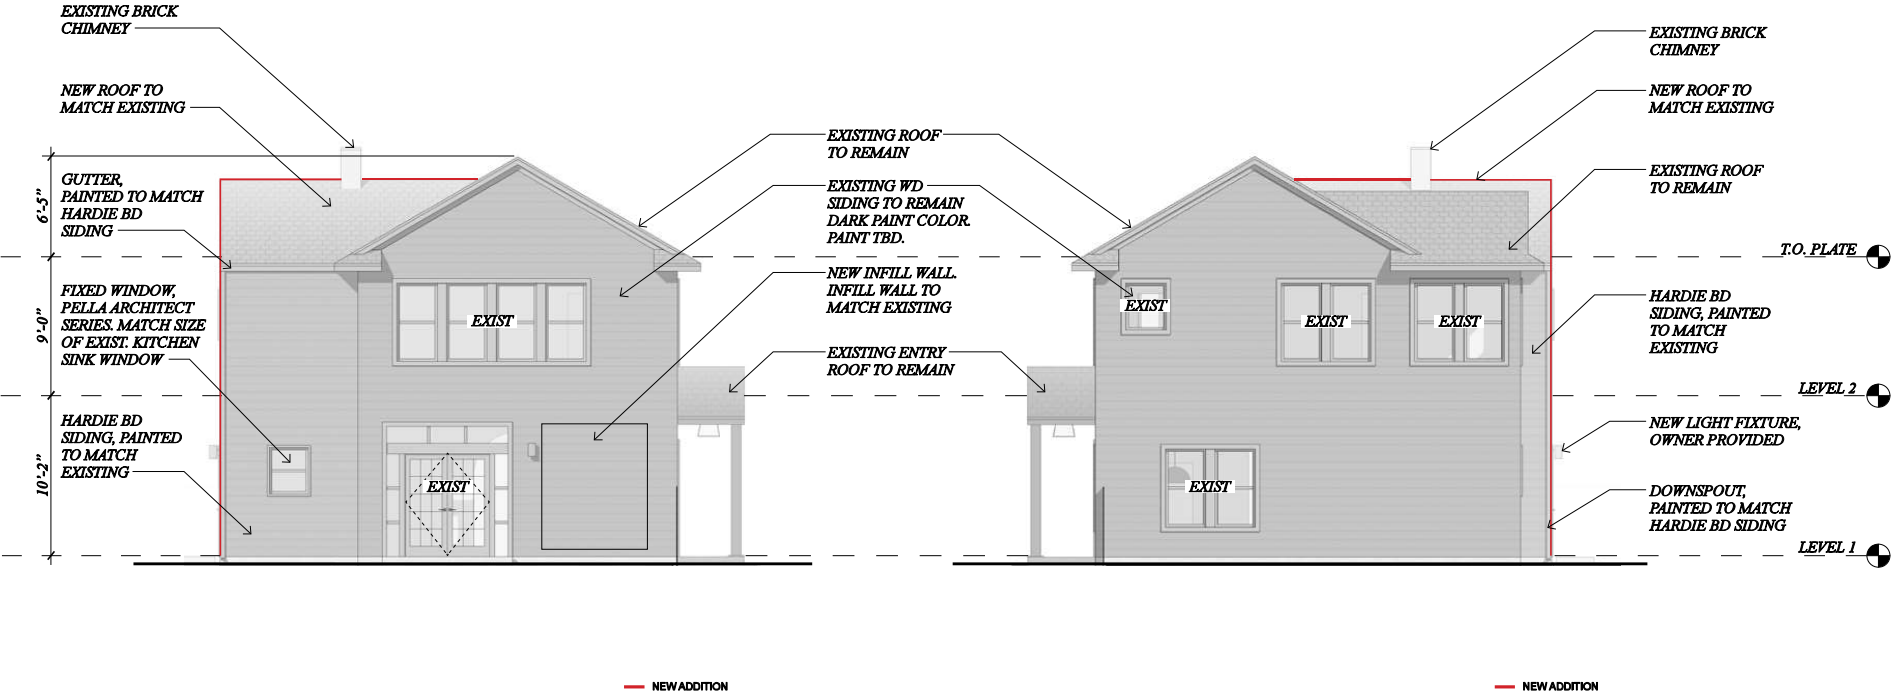 EXISTING BRICK
CHIMNEY
NEW ROOF TO
MATCH EXISTING
GUTTER,
PAINTED TO MATCH
HARDIE BD
SIDING
FIXED WINDOW,
PELLA ARCHITECT
SERIES. MATCH SIZE
OF EXIST. KITCHEN
SINK WINDOW
HARDIE BD
SIDING, PAINTED
TO MATCH
EXISTING
6'-5"
9'-0"
10'-2"
EXIST
EXIST
EXISTING ROOF
TO REMAIN
EXISTING WD
SIDING TO REMAIN
DARK PAINT COLOR.
PAINT TBD.
NEW INFILL WALL.
INFILL WALL TO
MATCH EXISTING
EXISTING ENTRY
ROOF TO REMAIN
EXIST
EXIST
EXIST
EXIST
EXISTING BRICK
CHIMNEY
NEW ROOF TO
MATCH EXISTING
EXISTING ROOF
TO REMAIN
T.O. PLATE
HARDIE BD
SIDING, PAINTED
TO MATCH
EXISTING
LEVEL 2
NEW LIGHT FIXTURE,
OWNER PROVIDED
DOWNSPOUT,
PAINTED TO MATCH
HARDIE BD SIDING
LEVEL 1
NEW ADDITION
NEW ADDITION